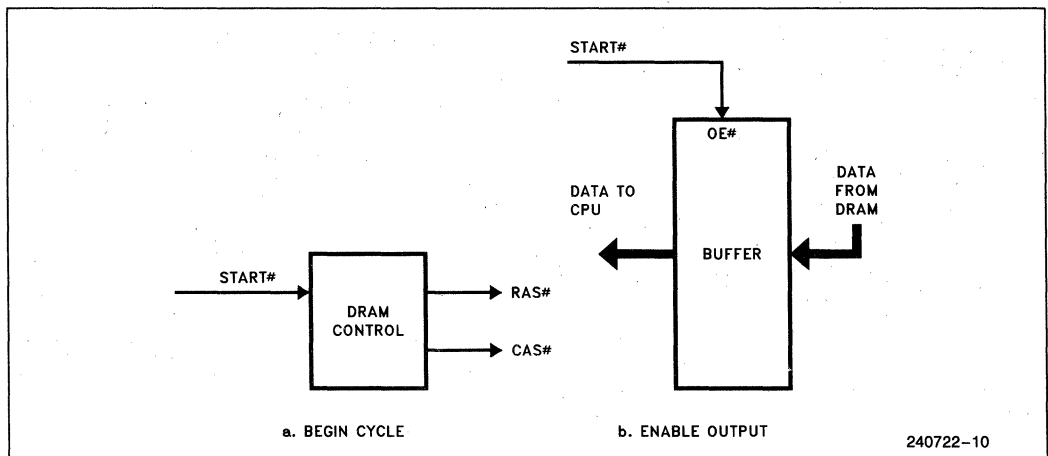 START#
DRAM
CONTROL
RAS#
CAS#
a. BEGIN CYCLE
START#
OE#
DATA TO
CPU
BUFFER
DATA
FROM
DRAM
b. ENABLE OUTPUT
240722-10